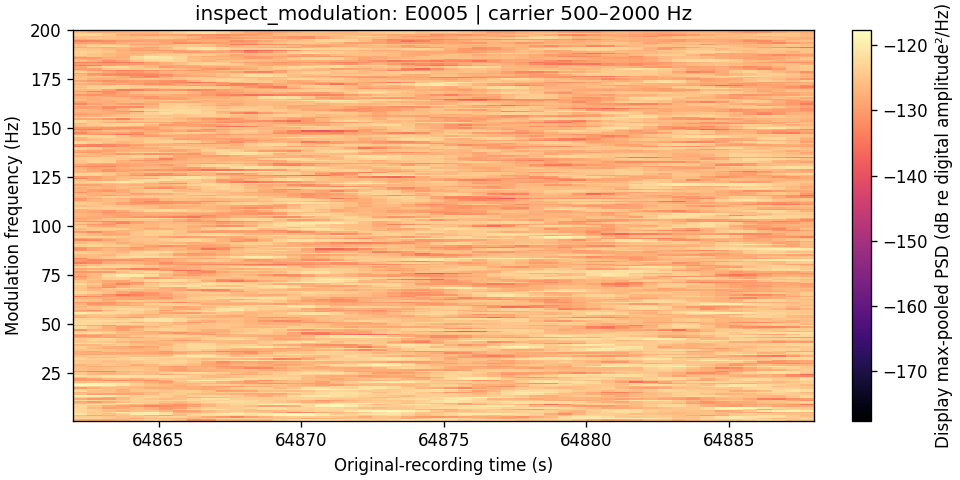 inspect_modulation: E0005 | carrier 500–2000 Hz
200
175
150
125
100
75
50
25
Modulation frequency (Hz)
64865 64870 64875 64880 64885
Original-recording time (s)
−120
−130
−140
−150
−160
−170
Display max-pooled PSD (dB re digital amplitude²/Hz)